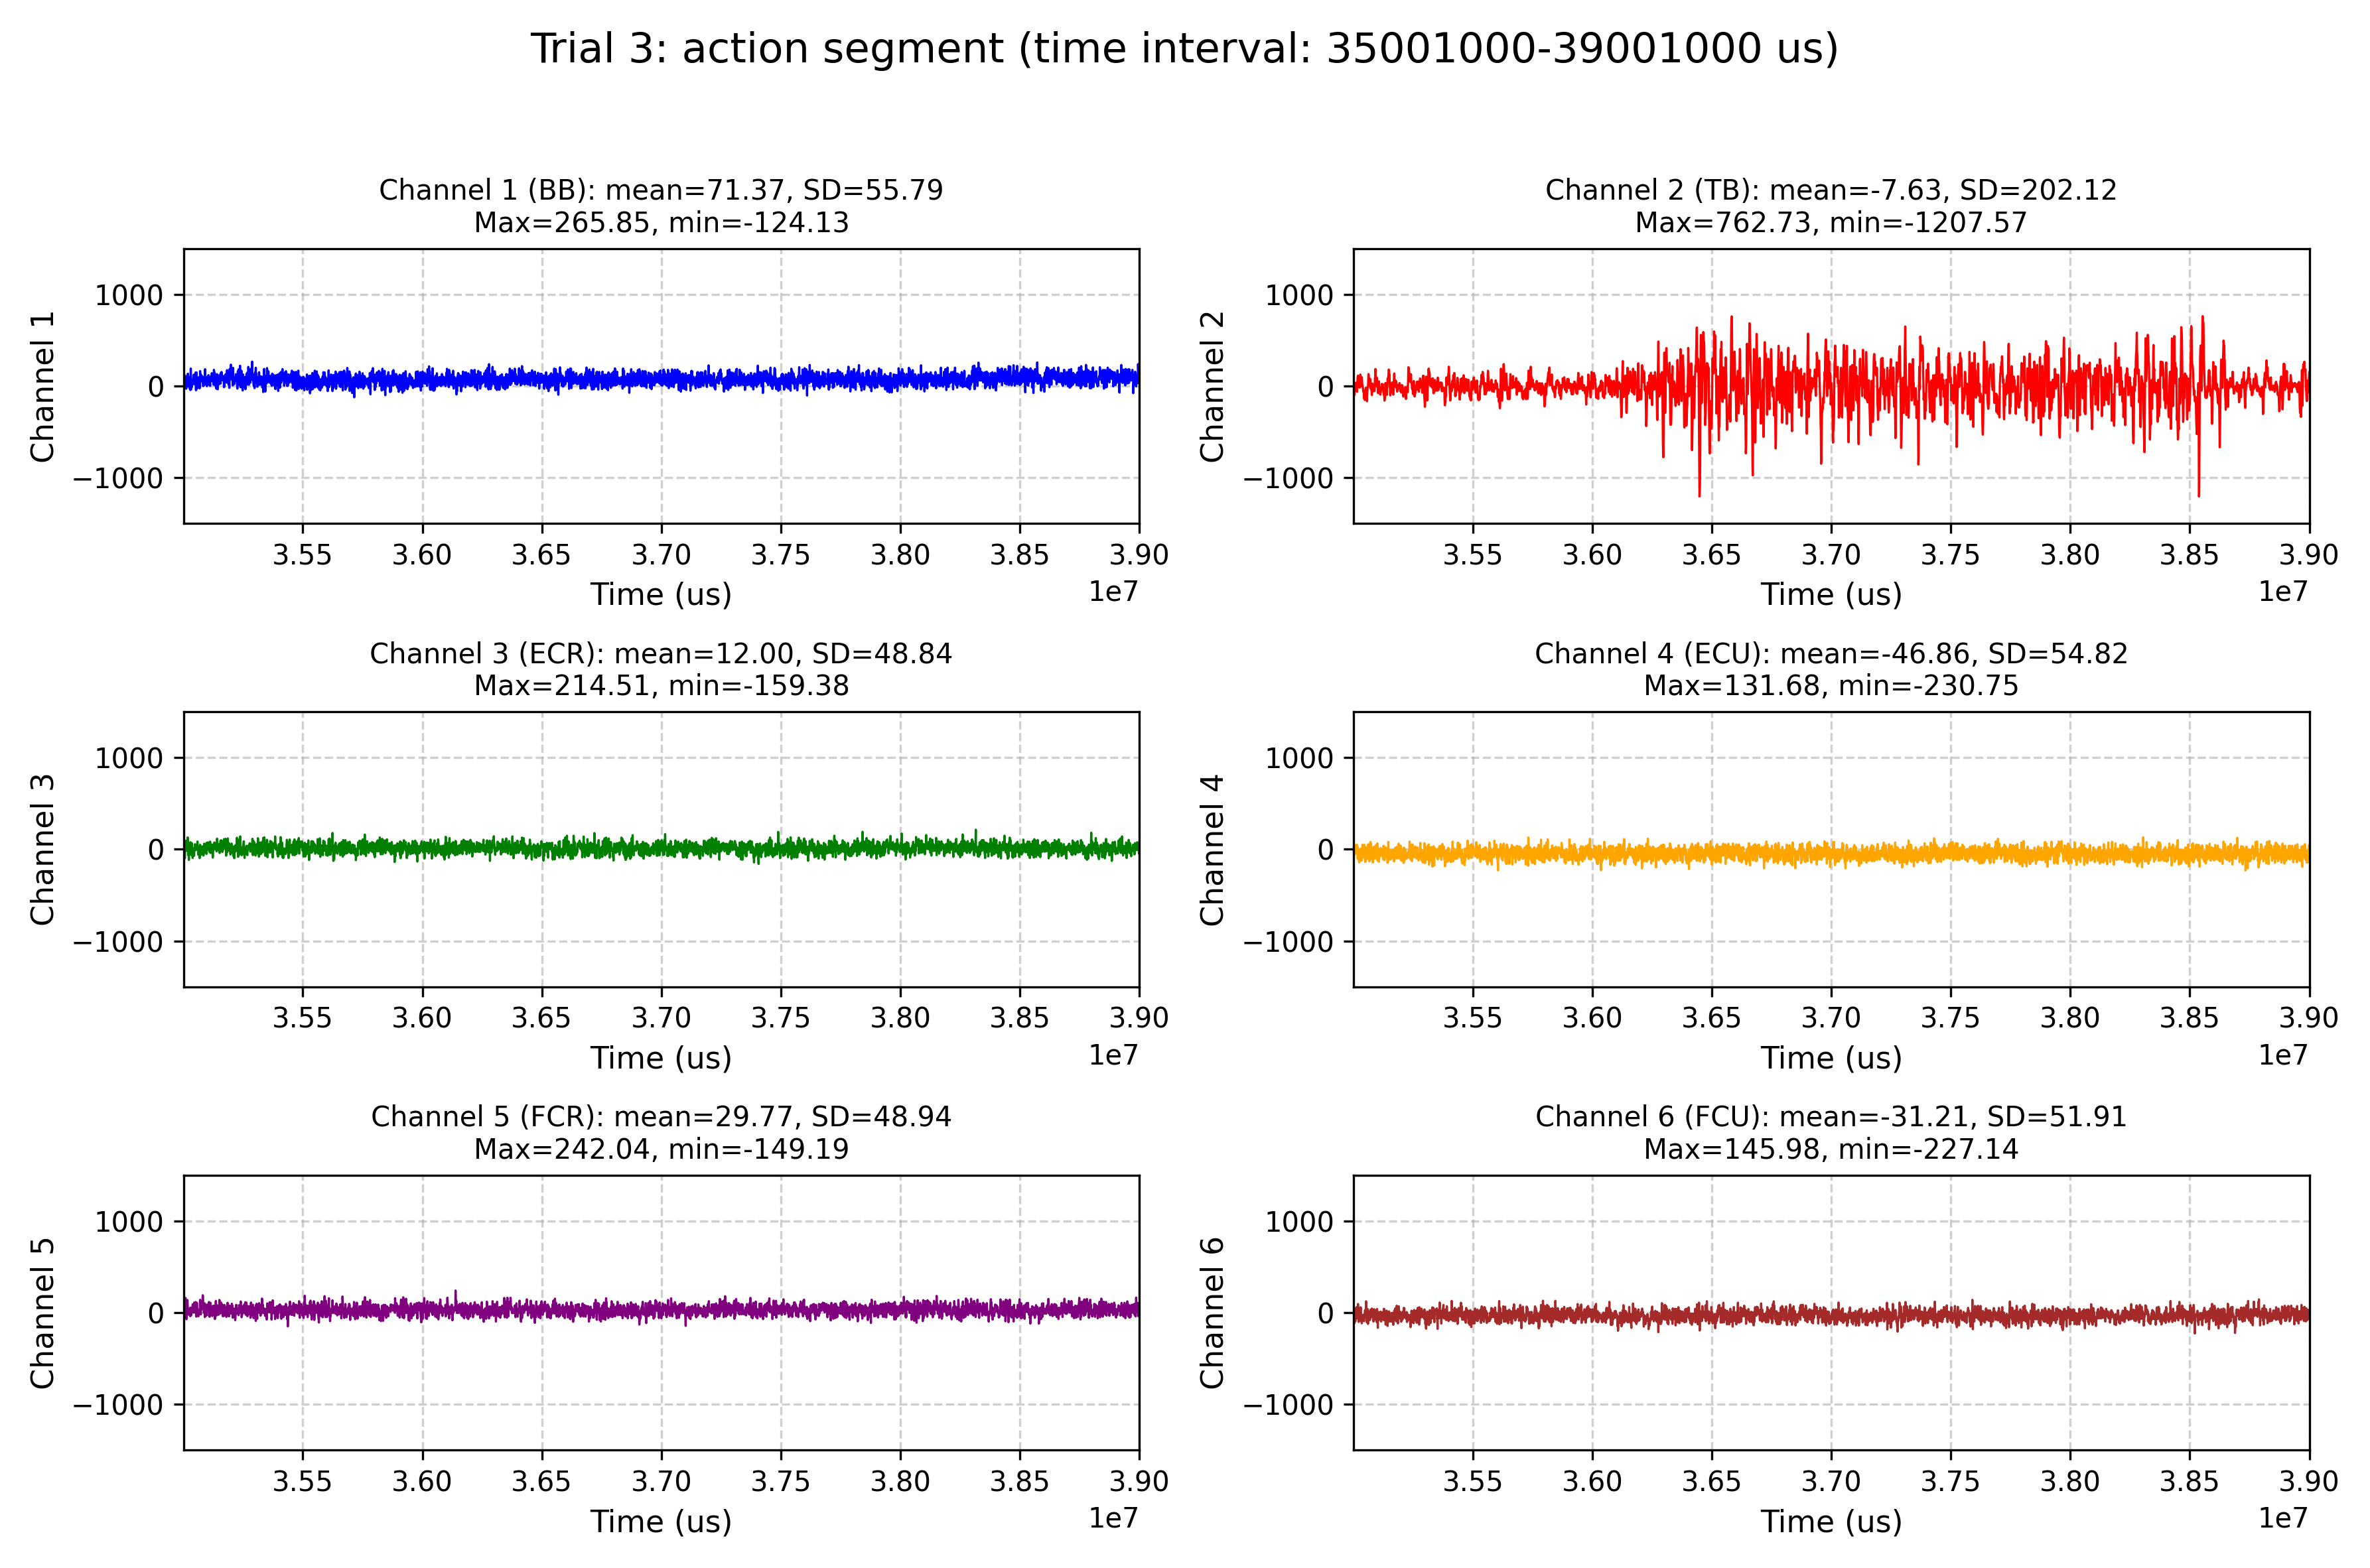 Trial 3: action segment (time interval: 35001000-39001000 us)
Channel 1 (BB): mean=71.37, SD=55.79
Max=265.85, min=-124.13
Channel 1
1000
0
−1000
3.55 3.60 3.65 3.70 3.75 3.80 3.85 3.90
Time (us)
1e7
Channel 2 (TB): mean=-7.63, SD=202.12
Max=762.73, min=-1207.57
Channel 2
1000
0
−1000
3.55 3.60 3.65 3.70 3.75 3.80 3.85 3.90
Time (us)
1e7
Channel 3 (ECR): mean=12.00, SD=48.84
Max=214.51, min=-159.38
Channel 3
1000
0
−1000
3.55 3.60 3.65 3.70 3.75 3.80 3.85 3.90
Time (us)
1e7
Channel 4 (ECU): mean=-46.86, SD=54.82
Max=131.68, min=-230.75
Channel 4
1000
0
−1000
3.55 3.60 3.65 3.70 3.75 3.80 3.85 3.90
Time (us)
1e7
Channel 5 (FCR): mean=29.77, SD=48.94
Max=242.04, min=-149.19
Channel 5
1000
0
−1000
3.55 3.60 3.65 3.70 3.75 3.80 3.85 3.90
Time (us)
1e7
Channel 6 (FCU): mean=-31.21, SD=51.91
Max=145.98, min=-227.14
Channel 6
1000
0
−1000
3.55 3.60 3.65 3.70 3.75 3.80 3.85 3.90
Time (us)
1e7